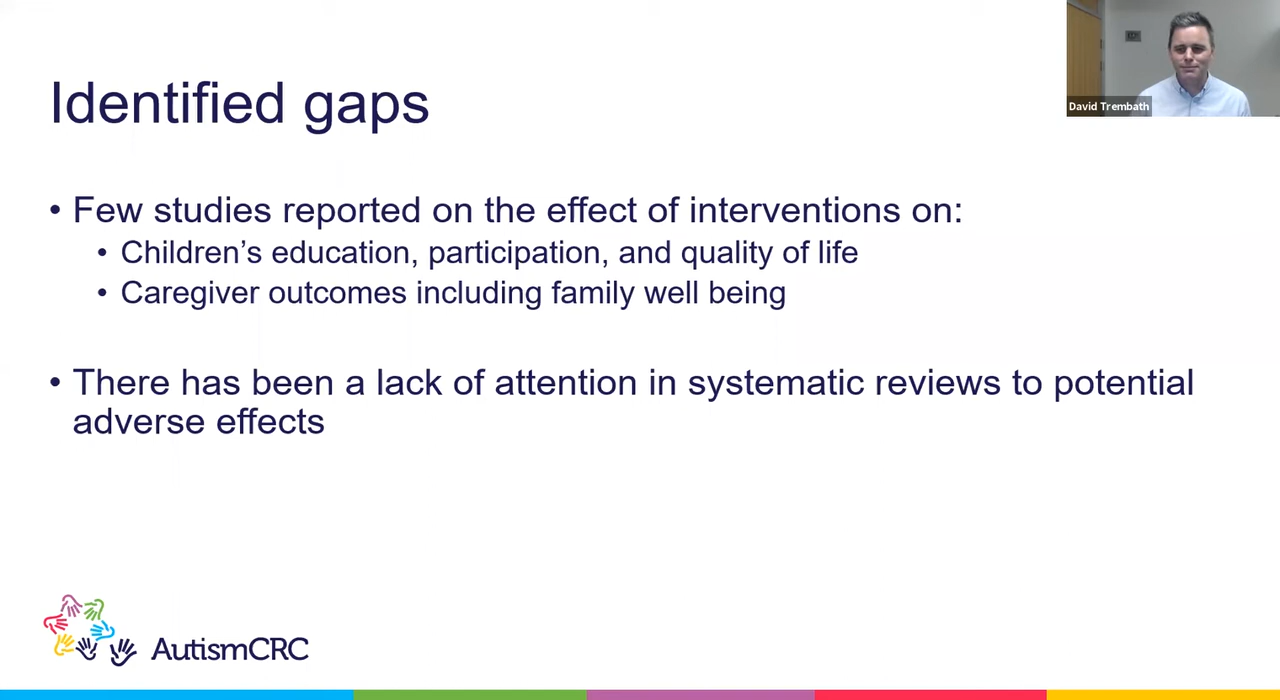 David Trembath
Identified gaps
• Few studies reported on the effect of interventions on:
• Children’s education, participation, and quality of life
• Caregiver outcomes including family well being
• There has been a lack of attention in systematic reviews to potential
adverse effects
AutismCRC